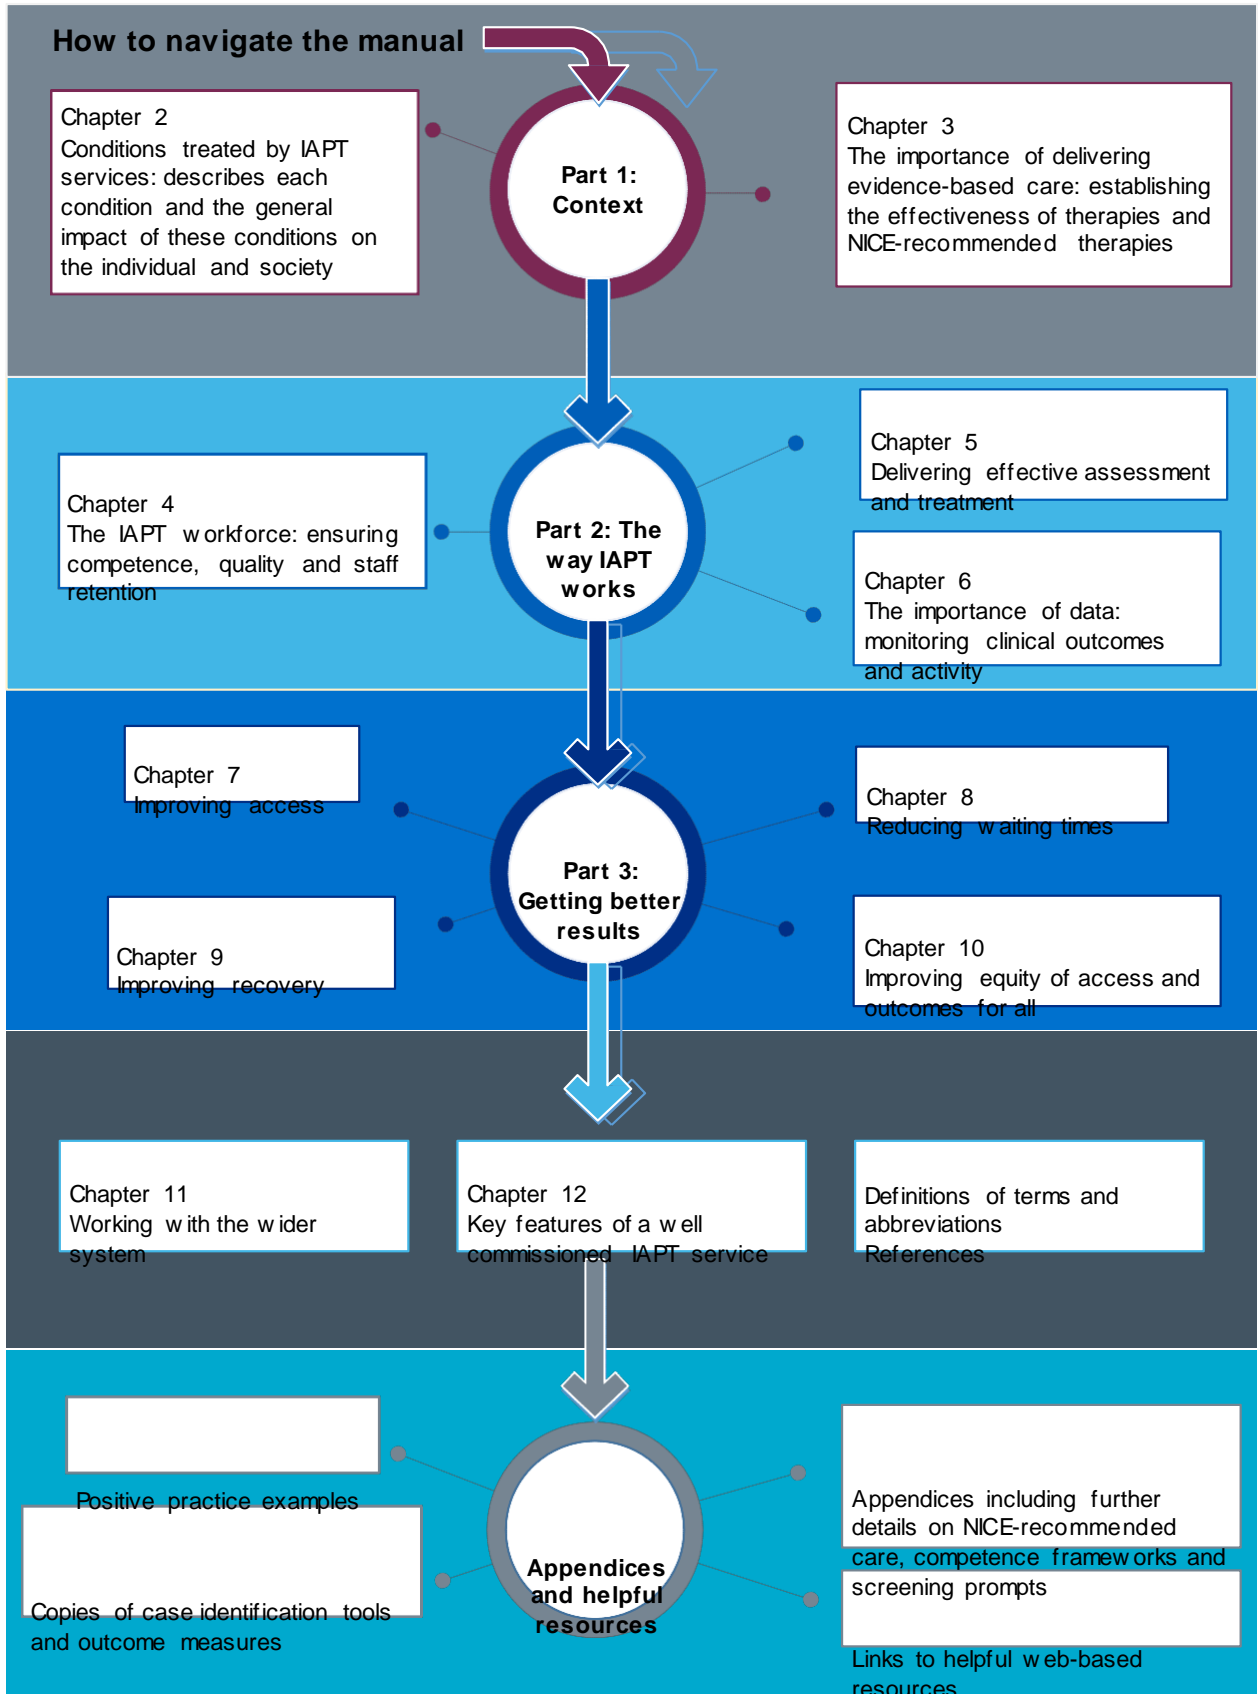 How to navigate the manual
Chapter 2
Conditions treated by IAPT
services: describes each
condition and the general
impact of these conditions on
the individual and society
Part 1:
Context
Chapter 3
The importance of delivering
evidence-based care: establishing
the effectiveness of therapies and
NICE-recommended therapies
Chapter 4
The IAPT workforce: ensuring
competence, quality and staff
retention
Part 2: The
way IAPT
works
Chapter 5
Delivering effective assessment
and treatment
Chapter 6
The importance of data:
monitoring clinical outcomes
and activity
Chapter 7
Improving access
Chapter 8
Reducing waiting times
Part 3:
Getting better
results
Chapter 9
Improving recovery
Chapter 10
Improving equity of access and
outcomes for all
Chapter 11
Working with the wider
system
Chapter 12
Key features of a well
commissioned IAPT service
Definitions of terms and
abbreviations
References
Positive practice examples
Copies of case identification tools
and outcome measures
Appendices
and helpful
resources
Appendices including further
details on NICE-recommended
care, competence frameworks and
screening prompts
Links to helpful web-based
resources